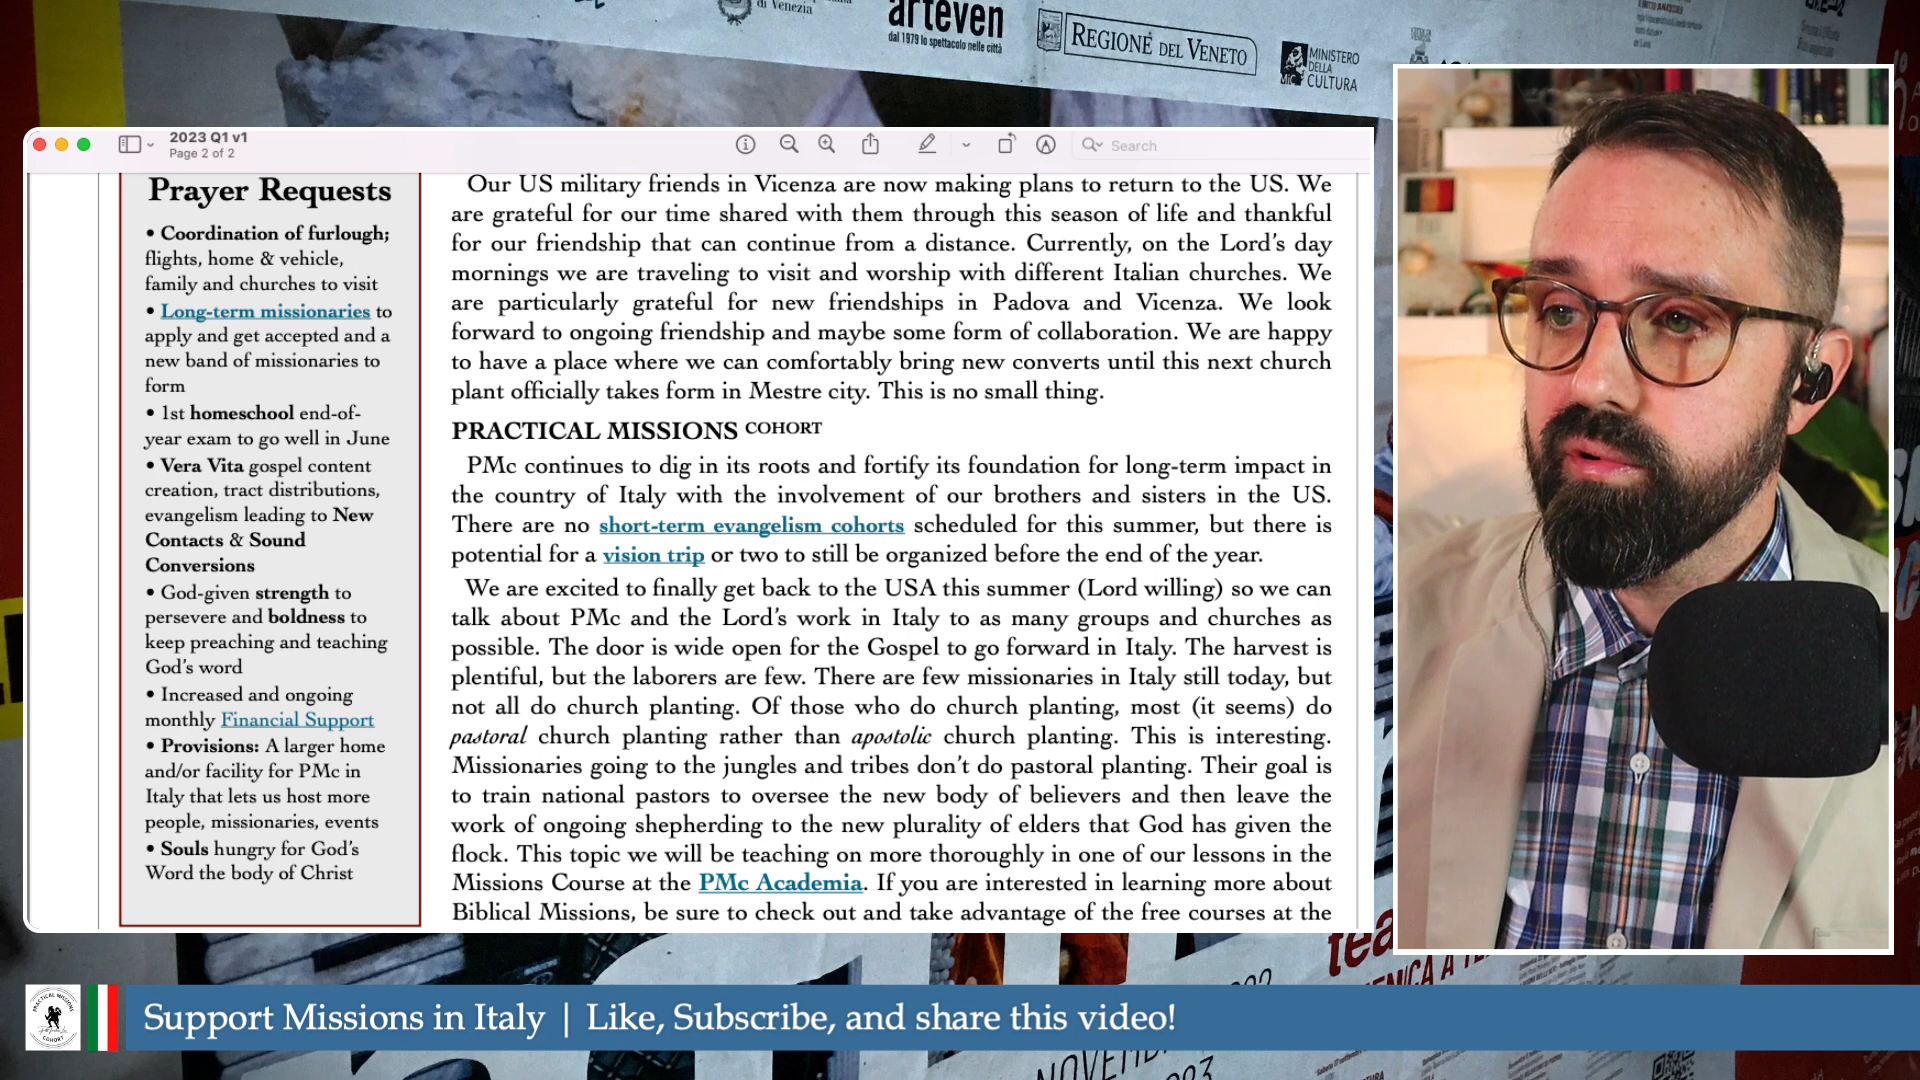 di Venezia
arteven
dal 1979 lo spettacolo nelle città
REGIONE DEL VENETO
MiC
MINISTERO
DELLA
CULTURA
2023 Q1 v1
Page 2 of 2
Search
Prayer Requests
• Coordination of furlough;
flights, home & vehicle,
family and churches to visit
• Long-term missionaries to
apply and get accepted and a
new band of missionaries to
form
• 1st homeschool end-of-
year exam to go well in June
• Vera Vita gospel content
creation, tract distributions,
evangelism leading to New
Contacts & Sound
Conversions
• God-given strength to
persevere and boldness to
keep preaching and teaching
God's word
• Increased and ongoing
monthly Financial Support
• Provisions: A larger home
and/or facility for PMc in
Italy that lets us host more
people, missionaries, events
• Souls hungry for God's
Word the body of Christ
Our US military friends in Vicenza are now making plans to return to the US. We
are grateful for our time shared with them through this season of life and thankful
for our friendship that can continue from a distance. Currently, on the Lord's day
mornings we are traveling to visit and worship with different Italian churches. We
are particularly grateful for new friendships in Padova and Vicenza. We look
forward to ongoing friendship and maybe some form of collaboration. We are happy
to have a place where we can comfortably bring new converts until this next church
plant officially takes form in Mestre city. This is no small thing.
PRACTICAL MISSIONS COHORT
PMc continues to dig in its roots and fortify its foundation for long-term impact in
the country of Italy with the involvement of our brothers and sisters in the US.
There are no short-term evangelism cohorts scheduled for this summer, but there is
potential for a vision trip or two to still be organized before the end of the year.
We are excited to finally get back to the USA this summer (Lord willing) so we can
talk about PMc and the Lord's work in Italy to as many groups and churches as
possible. The door is wide open for the Gospel to go forward in Italy. The harvest is
plentiful, but the laborers are few. There are few missionaries in Italy still today, but
not all do church planting. Of those who do church planting, most (it seems) do
pastoral church planting rather than apostolic church planting. This is interesting.
Missionaries going to the jungles and tribes don't do pastoral planting. Their goal is
to train national pastors to oversee the new body of believers and then leave the
work of ongoing shepherding to the new plurality of elders that God has given the
flock. This topic we will be teaching on more thoroughly in one of our lessons in the
Missions Course at the PMc Academia. If you are interested in learning more about
Biblical Missions, be sure to check out and take advantage of the free courses at the
PRACTICAL MISSIONS
COHORT
Support Missions in Italy | Like, Subscribe, and share this video!